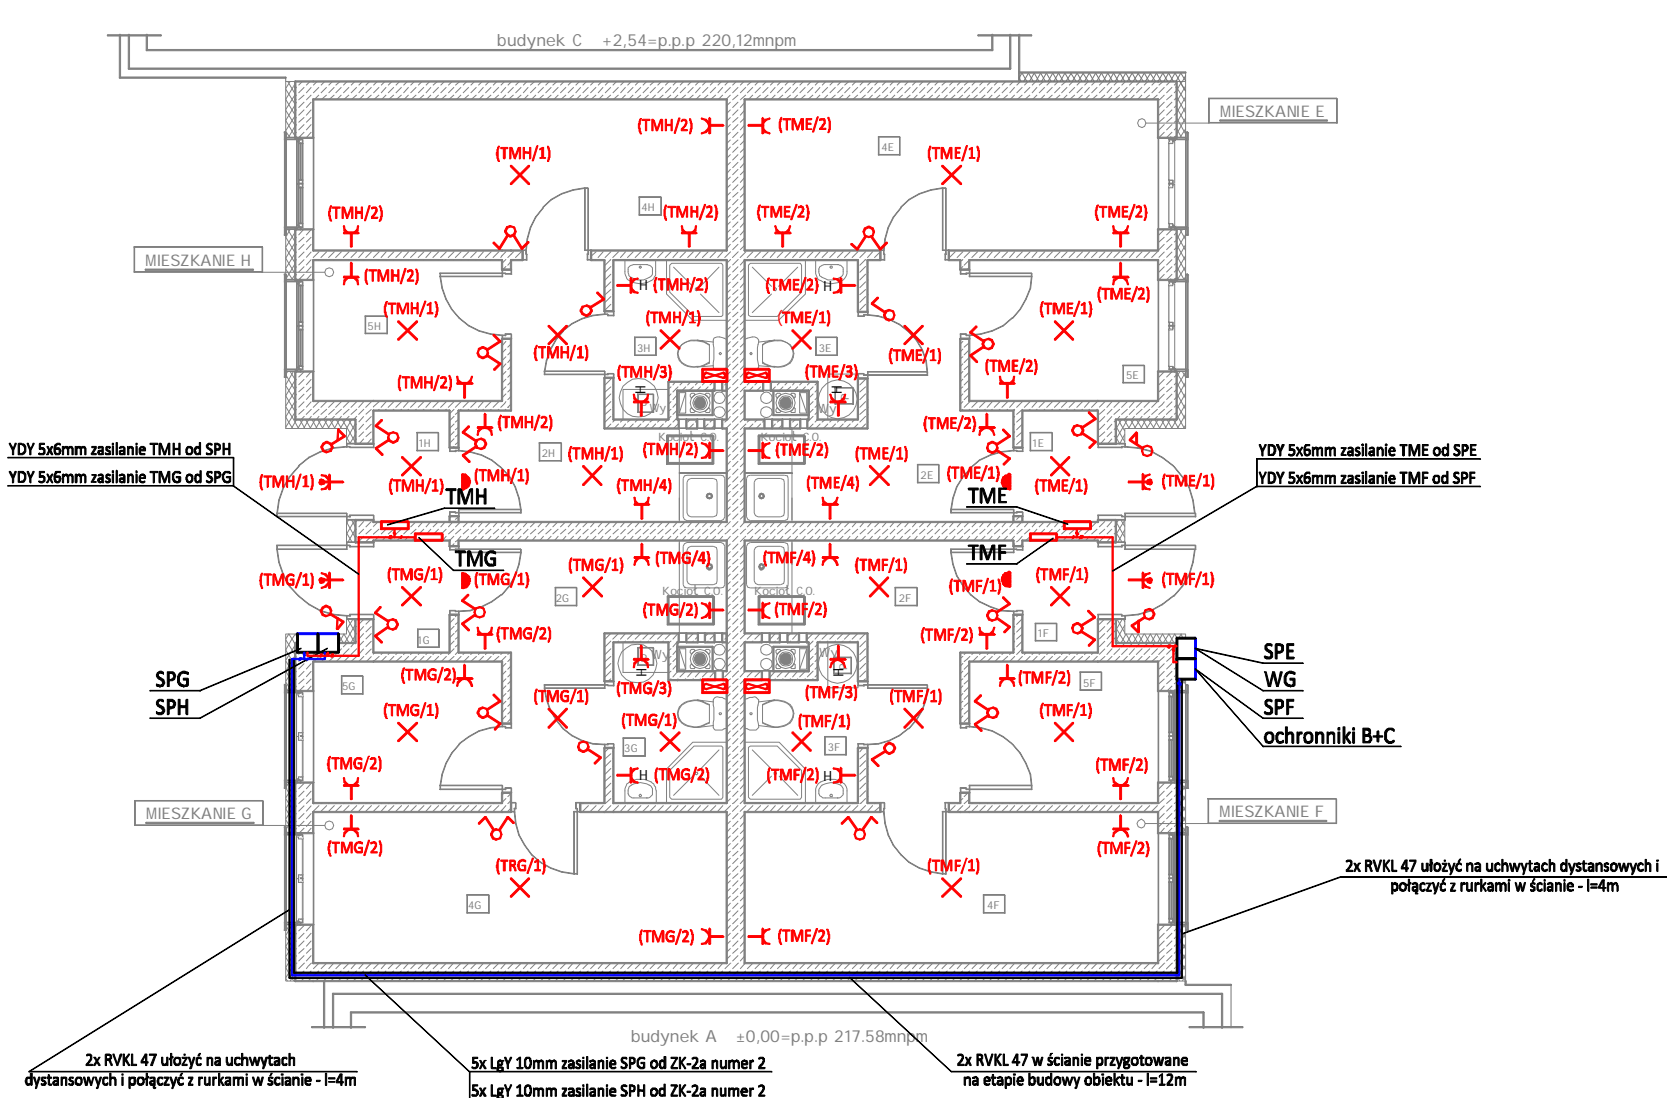 budynek C +2,54=p.p.p 220,12mnpm
MIESZKANIE E
(TMH/2) (TME/2)
4E
(TMH/1) (TME/1)
4H
(TMH/2) (TMH/2) (TME/2) (TME/2)
MIESZKANIE H
(TMH/2) (TMH/2) H (TME/2) H (TME/2)
(TMH/1) (TMH/1) (TME/1) (TME/1)
5H
(TMH/1) 3H 3E (TME/1)
(TMH/2) (TMH/3) (TME/3) (TME/2) 5E
H H
Wy Wy
(TMH/2) (TME/2)
Kocioł C.O. Kocioł C.O.
1H 2H (TMH/2) (TME/2) 2E 1E
YDY 5x6mm zasilanie TMH od SPH
YDY 5x6mm zasilanie TMG od SPG
YDY 5x6mm zasilanie TME od SPE
YDY 5x6mm zasilanie TMF od SPF
(TMH/1) (TMH/1) (TMH/1) (TMH/1) (TME/1) (TME/1) (TME/1)
(TMH/1) (TMH/4) (TME/4) (TME/1)
TMH TME
TMG TMF
(TMG/4) (TMF/4)
(TMG/1) (TMG/1) (TMG/1) (TMF/1) (TMF/1) (TMF/1)
Kocioł C.O. Kocioł C.O.
2G (TMG/2) (TMF/2) 2F
1G (TMG/2) (TMF/2) 1F
Wy Wy
SPG
SPH
SPE
WG
SPF
ochronniki B+C
(TMG/2) H H (TMF/2)
5G (TMG/3) (TMF/3) 5F
(TMG/1) (TMG/1) (TMG/1) (TMF/1) (TMF/1) (TMF/1)
3G 3F
(TMG/2) H (TMG/2) (TMF/2) H (TMF/2)
MIESZKANIE G
MIESZKANIE F
(TMG/2) (TMF/2)
(TRG/1) (TMF/1)
4G 4F
(TMG/2) (TMF/2)
2x RVKL 47 ułożyć na uchwytach dystansowych i
połączyć z rurkami w ścianie - l=4m
budynek A ±0,00=p.p.p 217.58mnpm
2x RVKL 47 ułożyć na uchwytach
dystansowych i połączyć z rurkami w ścianie - l=4m
5x LgY 10mm zasilanie SPG od ZK-2a numer 2
5x LgY 10mm zasilanie SPH od ZK-2a numer 2
2x RVKL 47 w ścianie przygotowane
na etapie budowy obiektu - l=12m